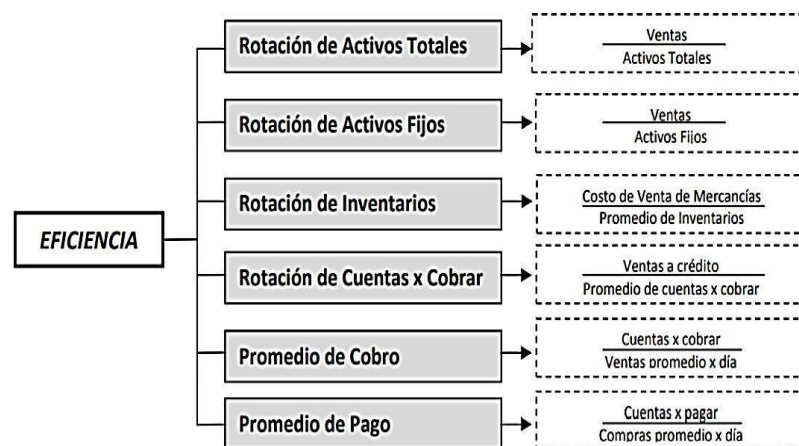 Rotación de Activos Totales
Ventas
Activos Totales
Rotación de Activos Fijos
Ventas
Activos Fijos
Rotación de Inventarios
Costo de Venta de Mercancías
Promedio de Inventarios
EFICIENCIA
Rotación de Cuentas x Cobrar
Ventas a crédito
Promedio de cuentas x cobrar
Promedio de Cobro
Cuentas x cobrar
Ventas promedio x día
Promedio de Pago
Cuentas x pagar
Compras promedio x día